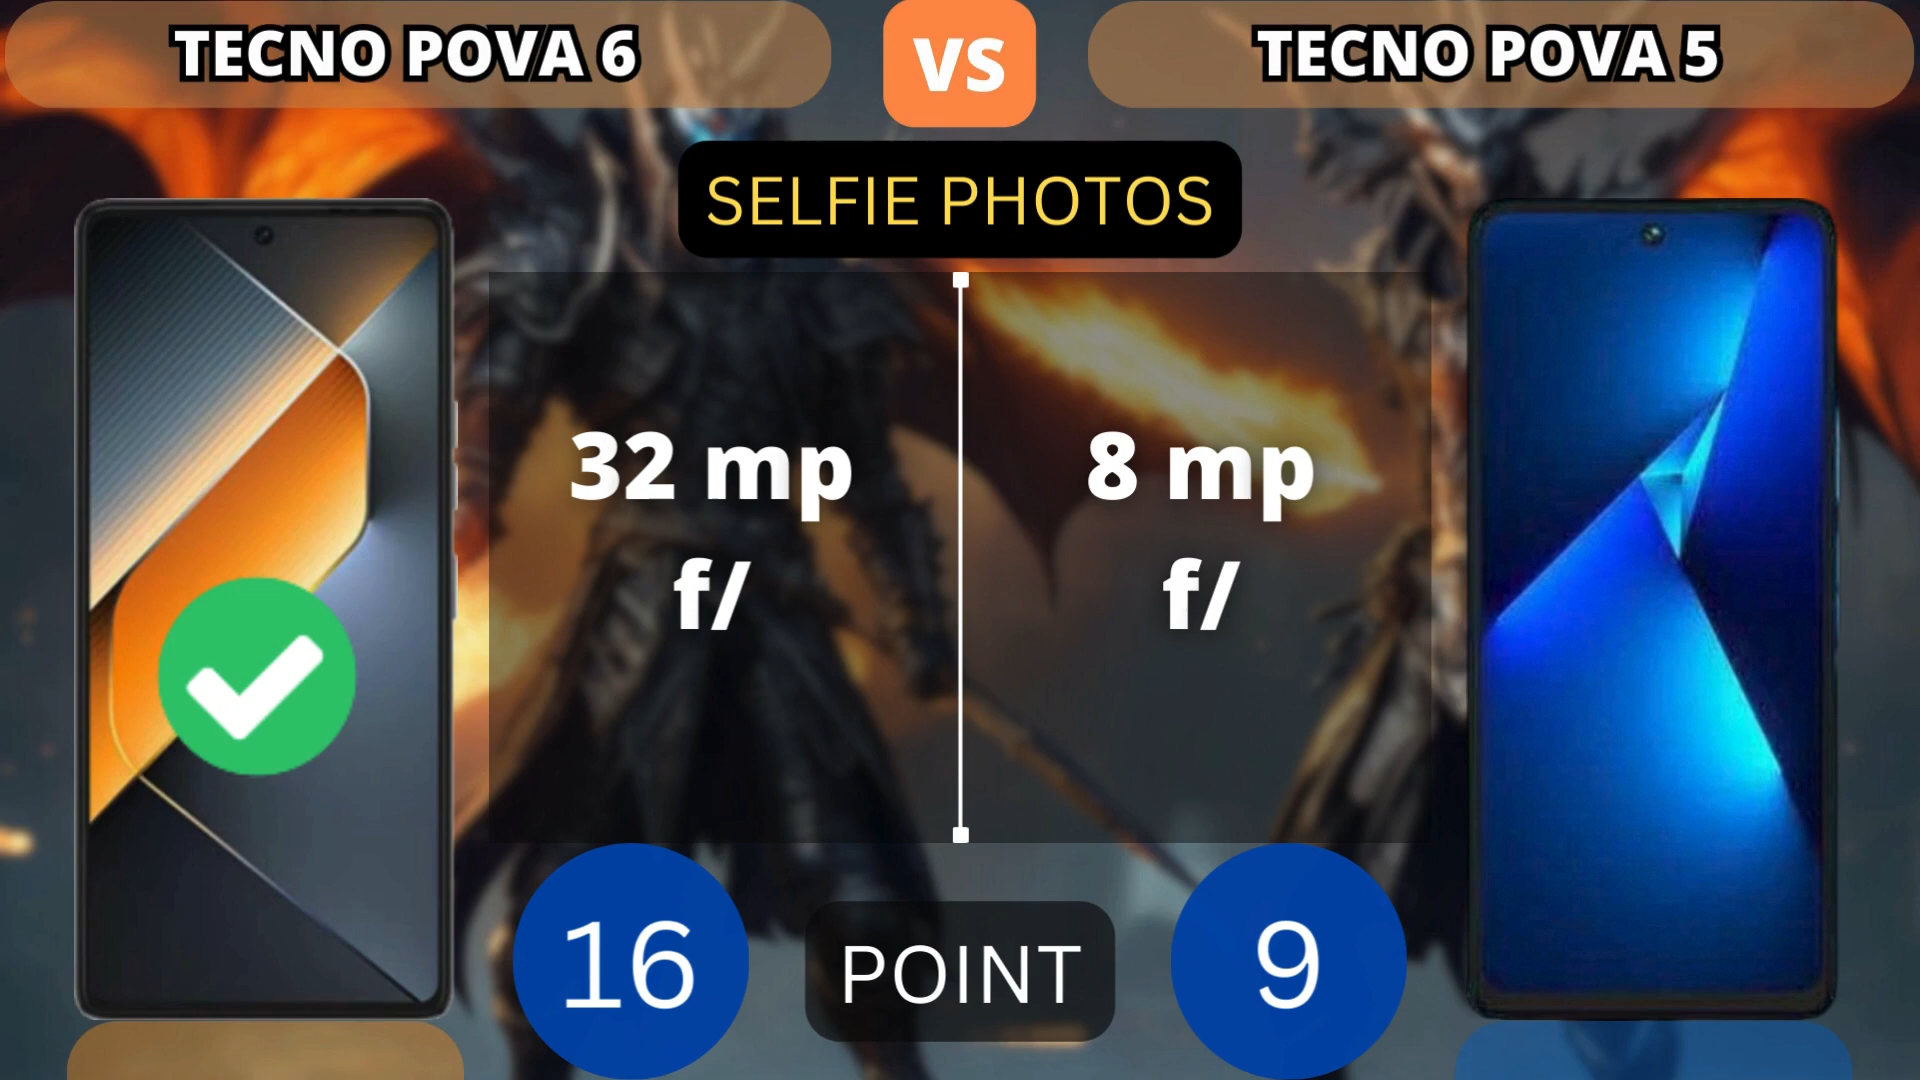 TECNO POVA 6
VS
TECNO POVA 5
SELFIE PHOTOS
32 mp
f/
8 mp
f/
16
POINT
9